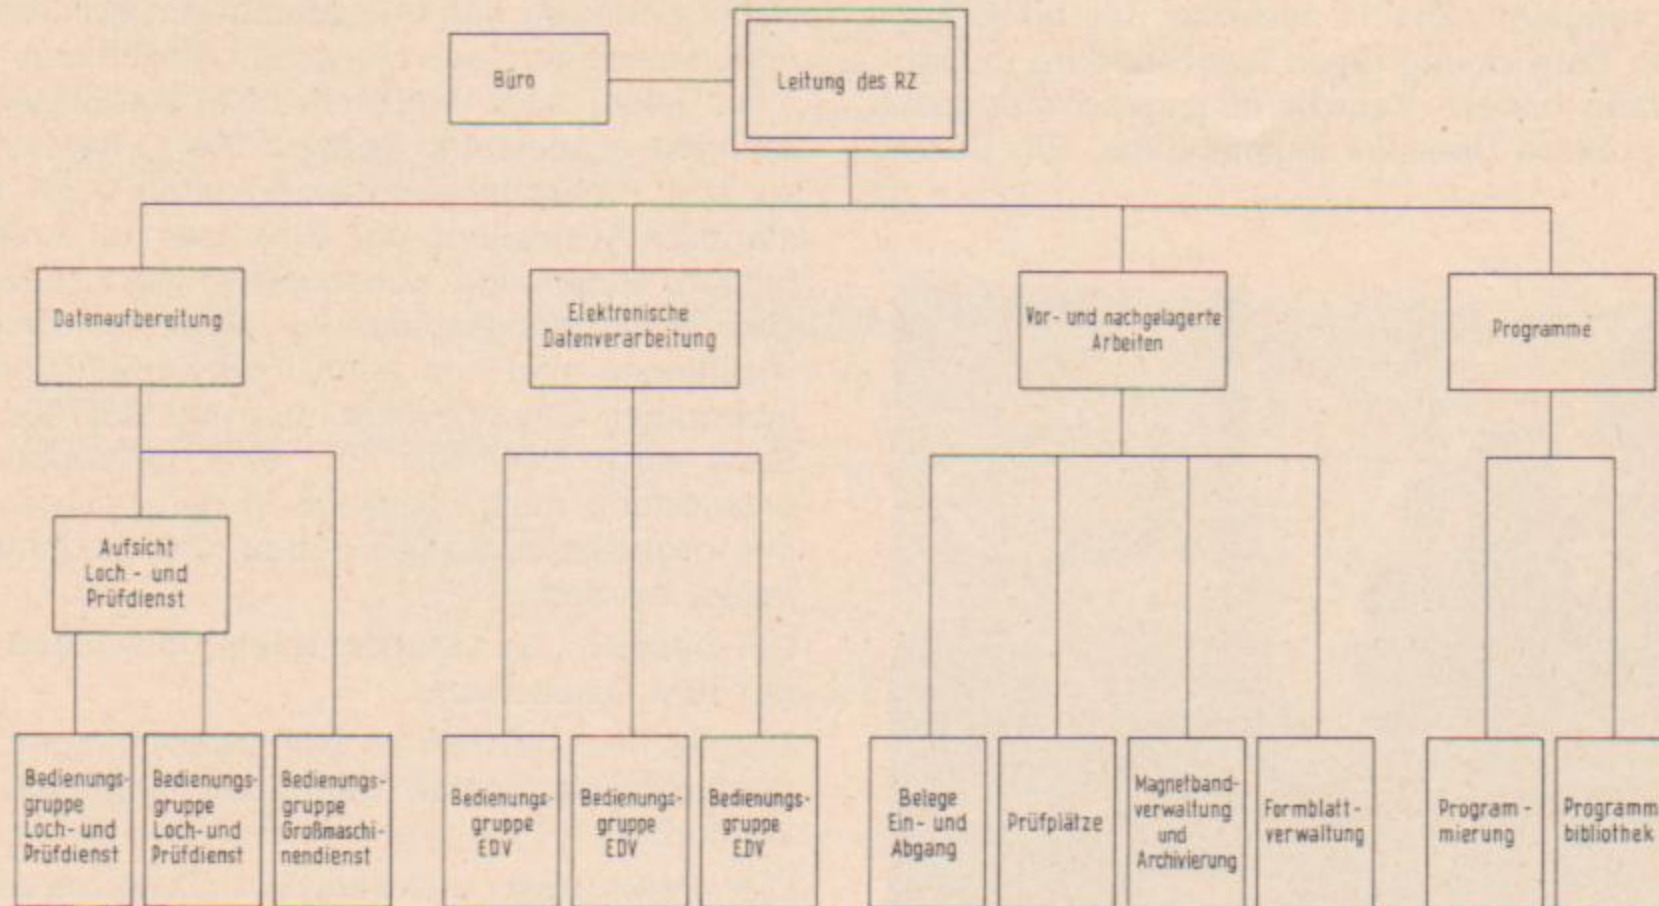 Büro
Leitung des RZ
Datenaufbereitung
Elektronische
Datenverarbeitung
Vor- und nachgelagerte
Arbeiten
Programme
Aufsicht
Loch- und
Prüfdienst
Bedienungs-
gruppe
Loch- und
Prüfdienst
Bedienungs-
gruppe
Loch- und
Prüfdienst
Bedienungs-
gruppe
Großmaschi-
nendienst
Bedienungs-
gruppe
EDV
Bedienungs-
gruppe
EDV
Bedienungs-
gruppe
EDV
Belege
Ein- und
Abgang
Prüfplätze
Magnetband-
verwaltung
und
Archivierung
Formblatt-
verwaltung
Program-
mierung
Programm
bibliothek